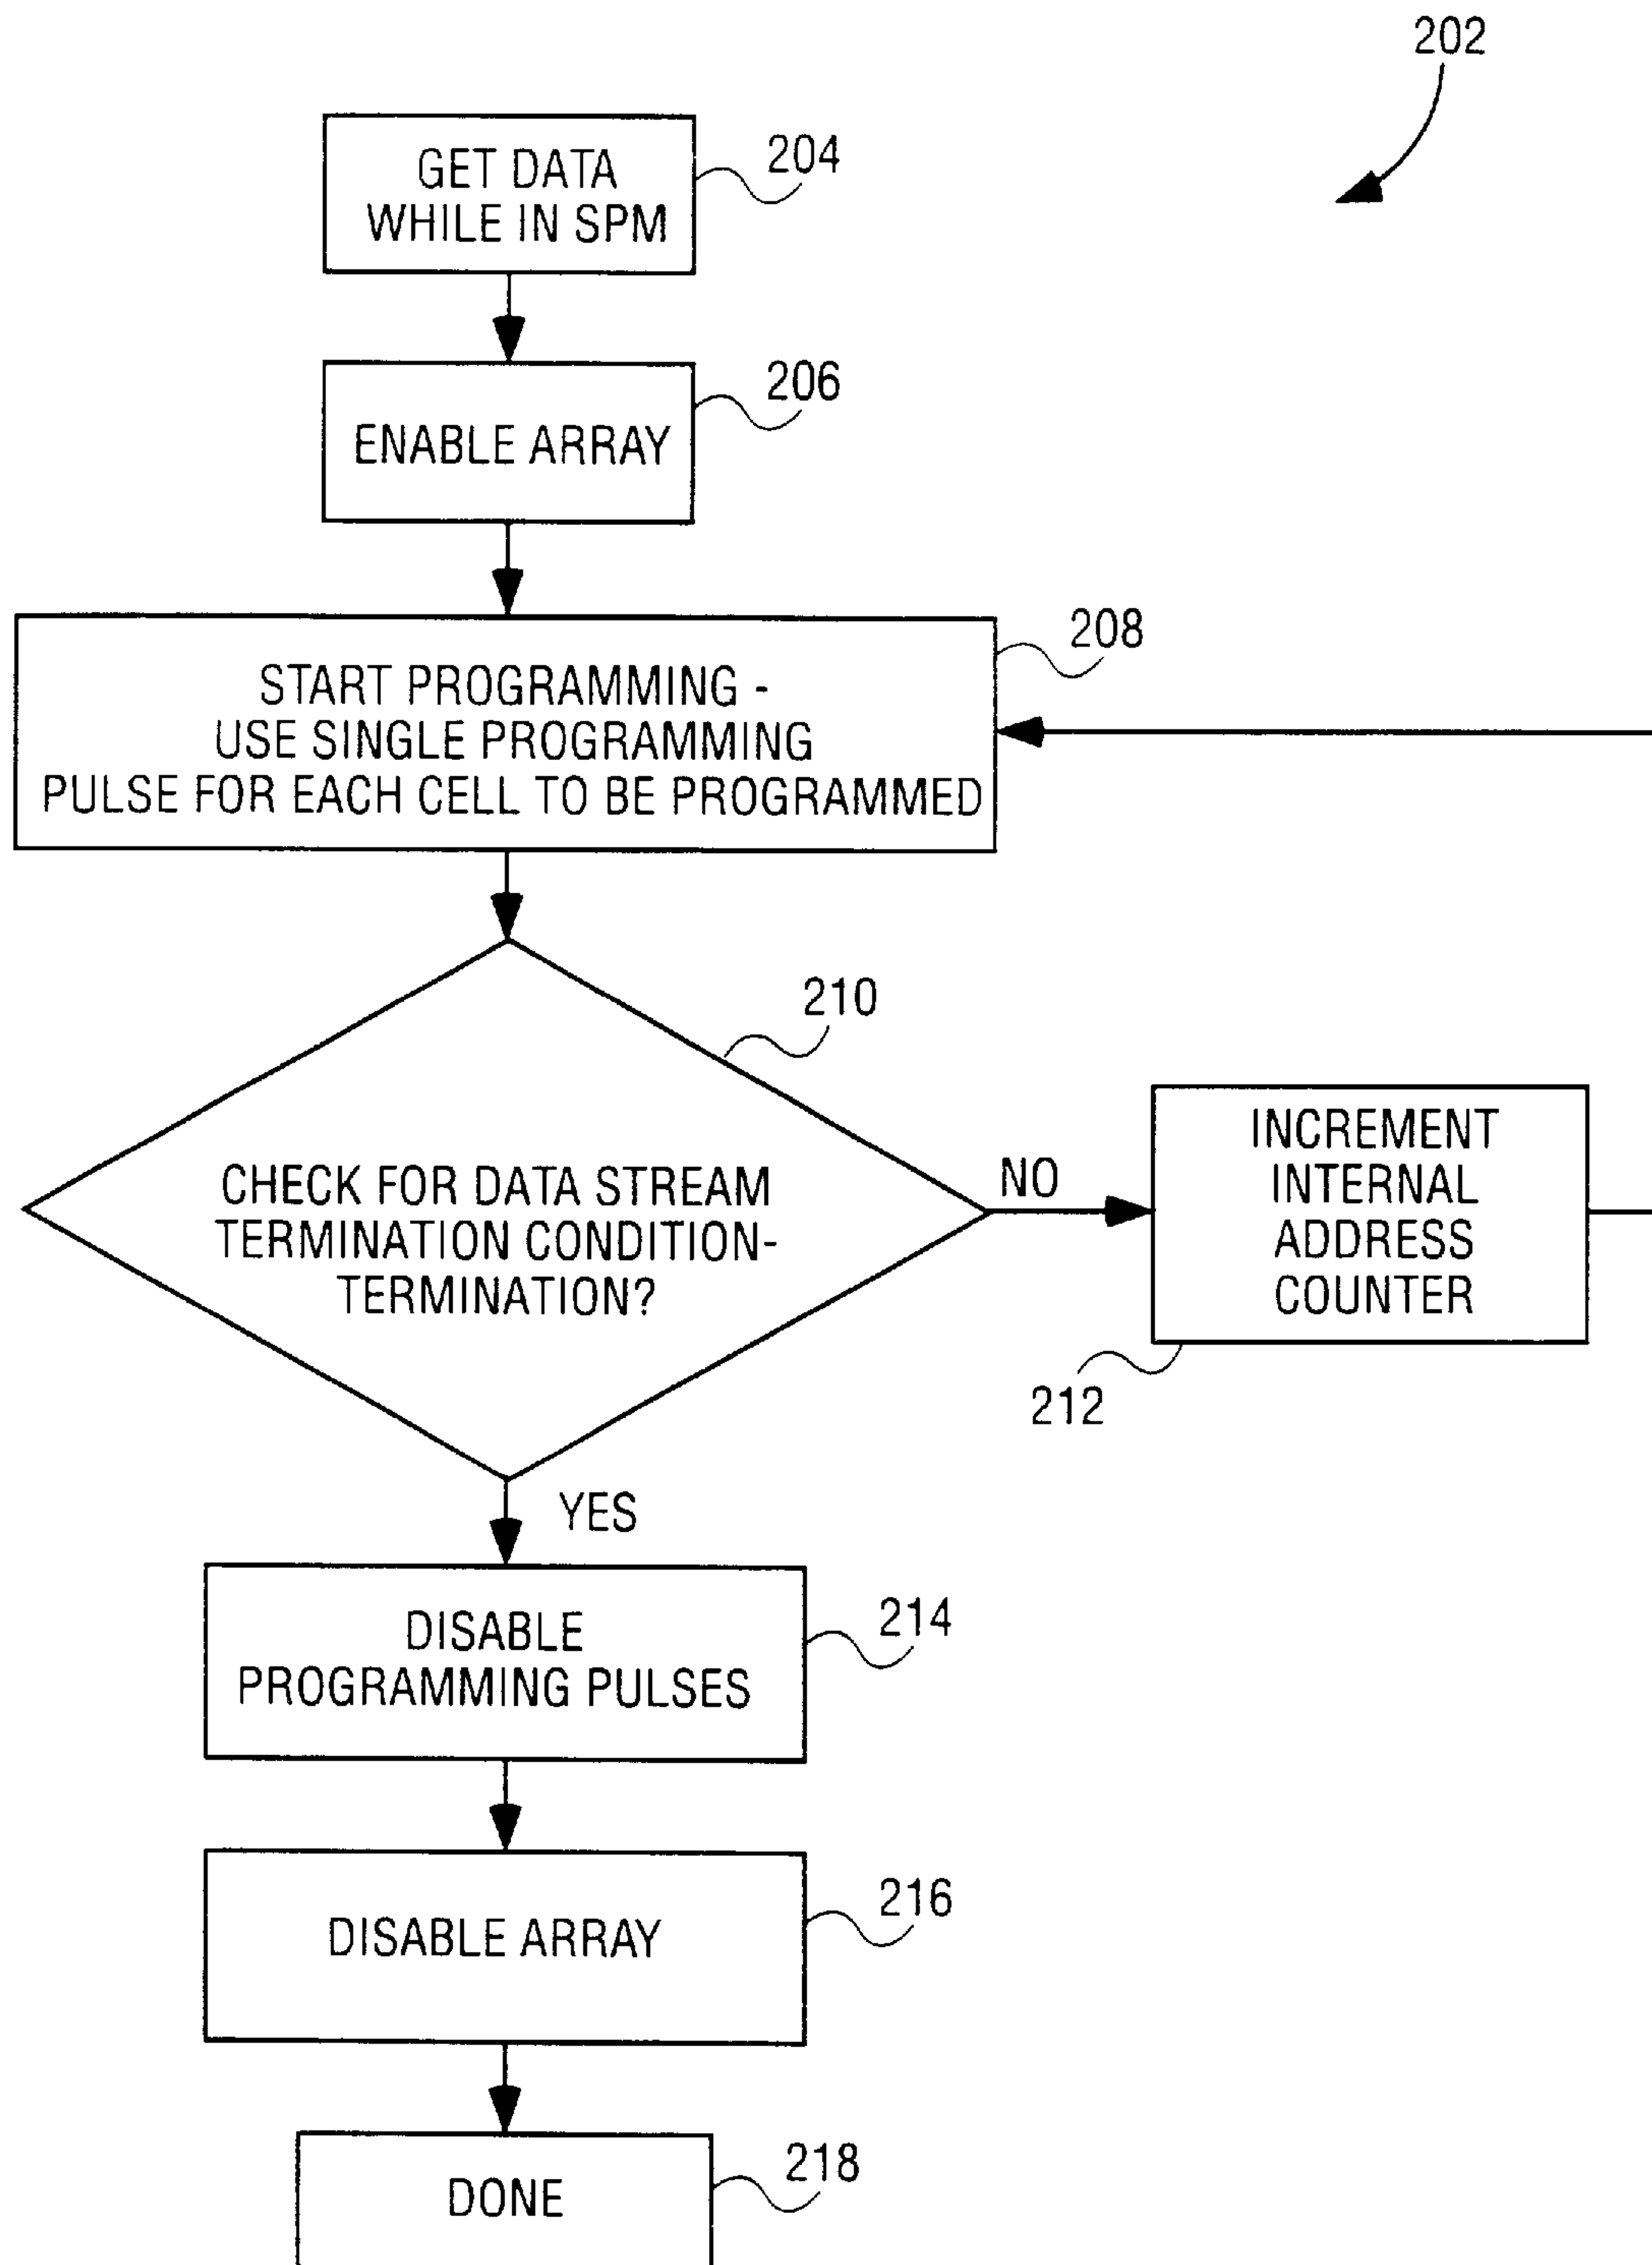 202
GET DATA
WHILE IN SPM
204
ENABLE ARRAY
206
START PROGRAMMING -
USE SINGLE PROGRAMMING
PULSE FOR EACH CELL TO BE PROGRAMMED
208
CHECK FOR DATA STREAM
TERMINATION CONDITION-
TERMINATION?
210
NO
INCREMENT
INTERNAL
ADDRESS
COUNTER
212
YES
DISABLE
PROGRAMMING PULSES
214
DISABLE ARRAY
216
DONE
218